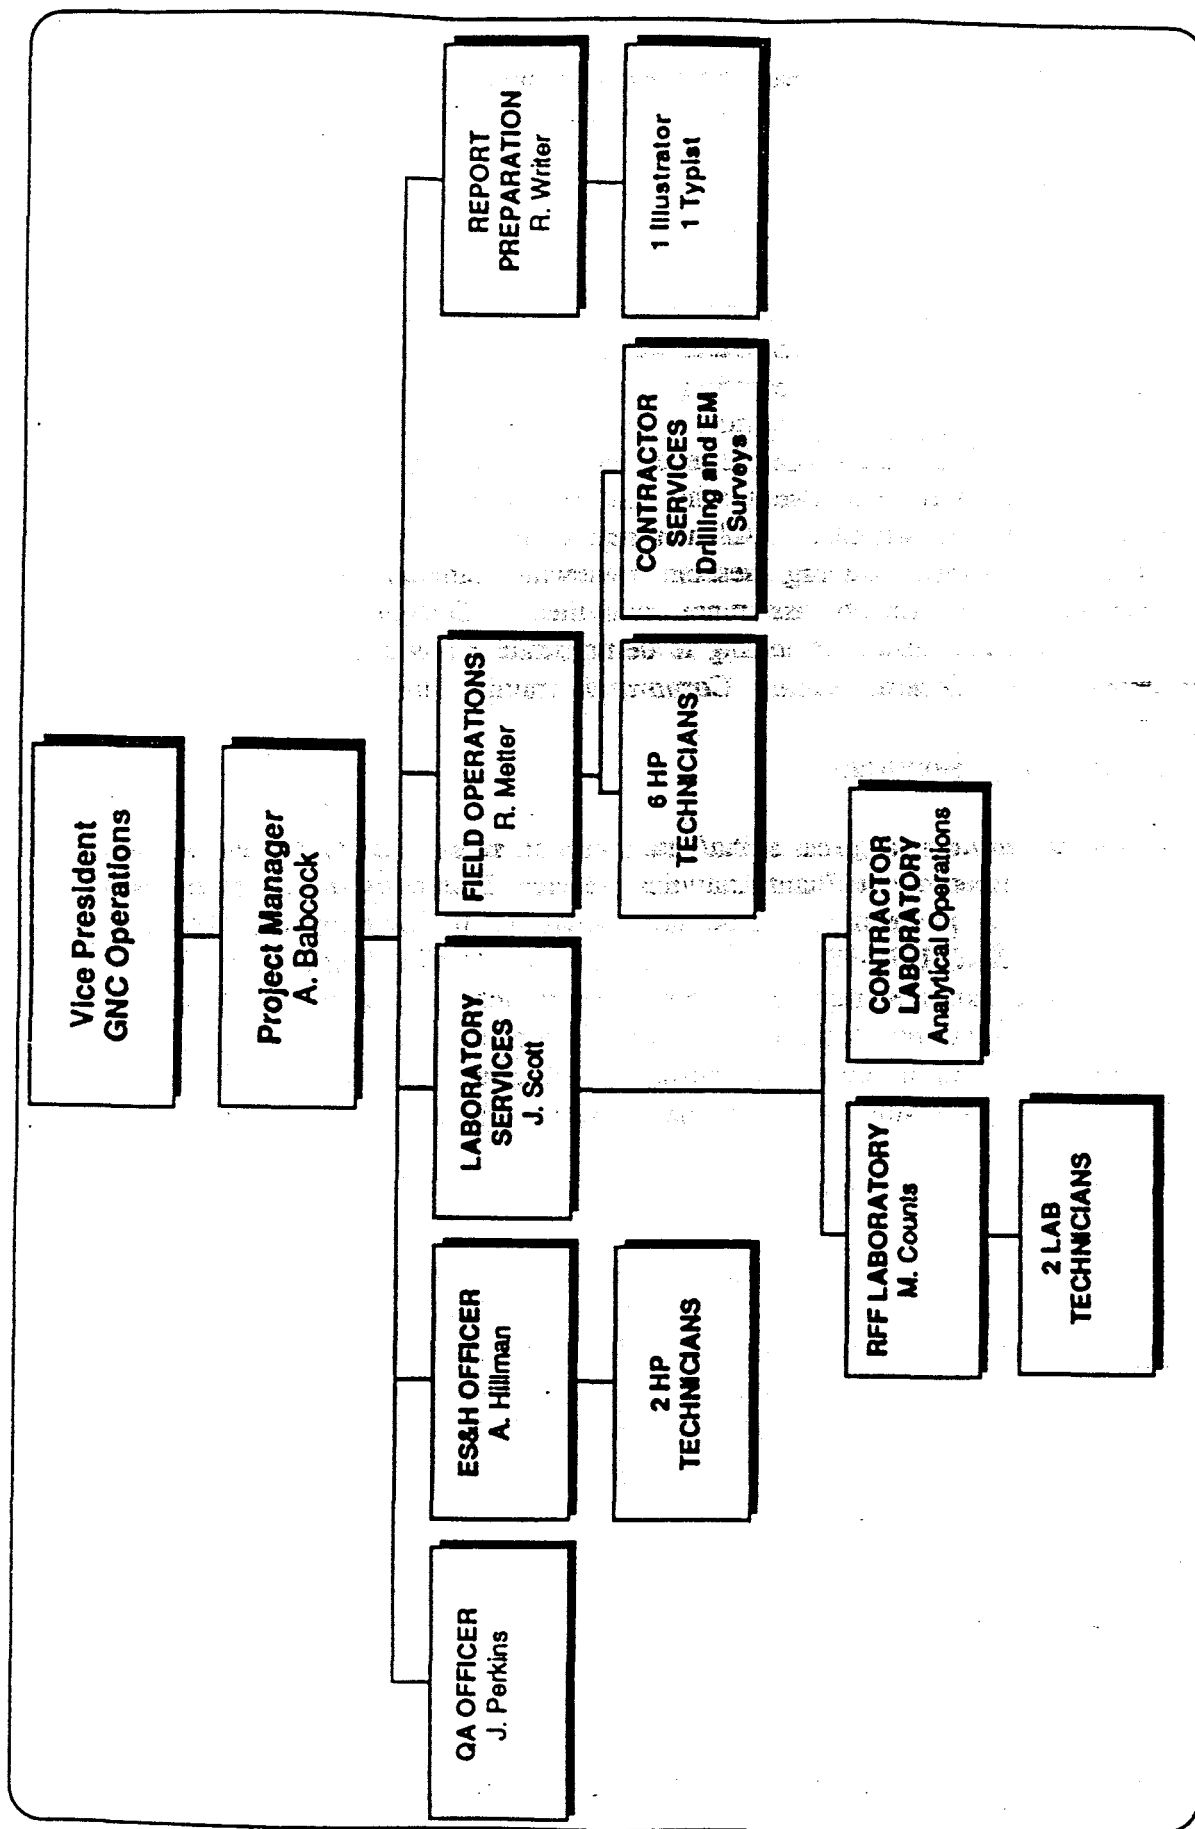 Vice President
GNC Operations
Project Manager
A. Babcock
QA OFFICER
J. Perkins
ES&H OFFICER
A. Hillman
LABORATORY
SERVICES
J. Scott
FIELD OPERATIONS
R. Metter
REPORT
PREPARATION
R. Writer
2 HP
TECHNICIANS
6 HP
TECHNICIANS
CONTRACTOR
SERVICES
Drilling and EM
Surveys
1 Illustrator
1 Typist
RFF LABORATORY
M. Counts
CONTRACTOR
LABORATORY
Analytical Operations
2 LAB
TECHNICIANS